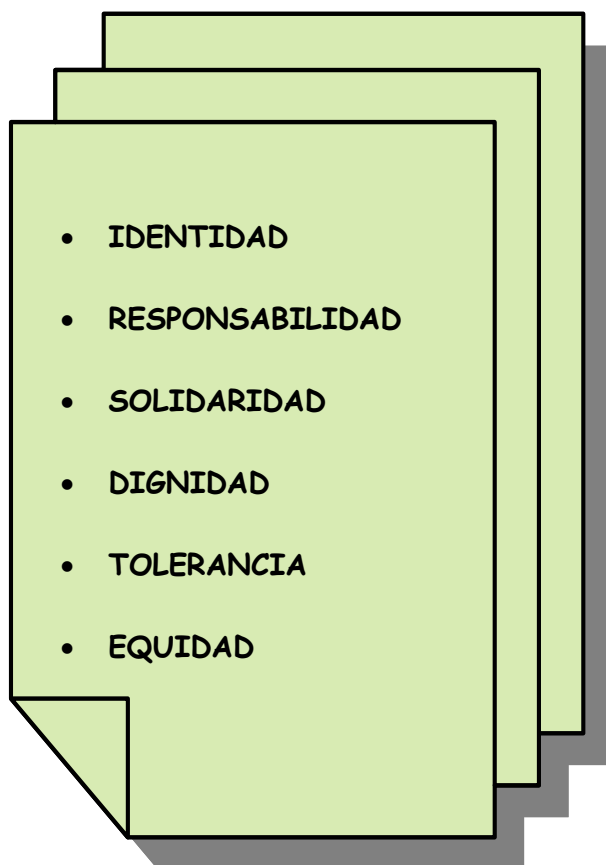 • IDENTIDAD
• RESPONSABILIDAD
• SOLIDARIDAD
• DIGNIDAD
• TOLERANCIA
• EQUIDAD